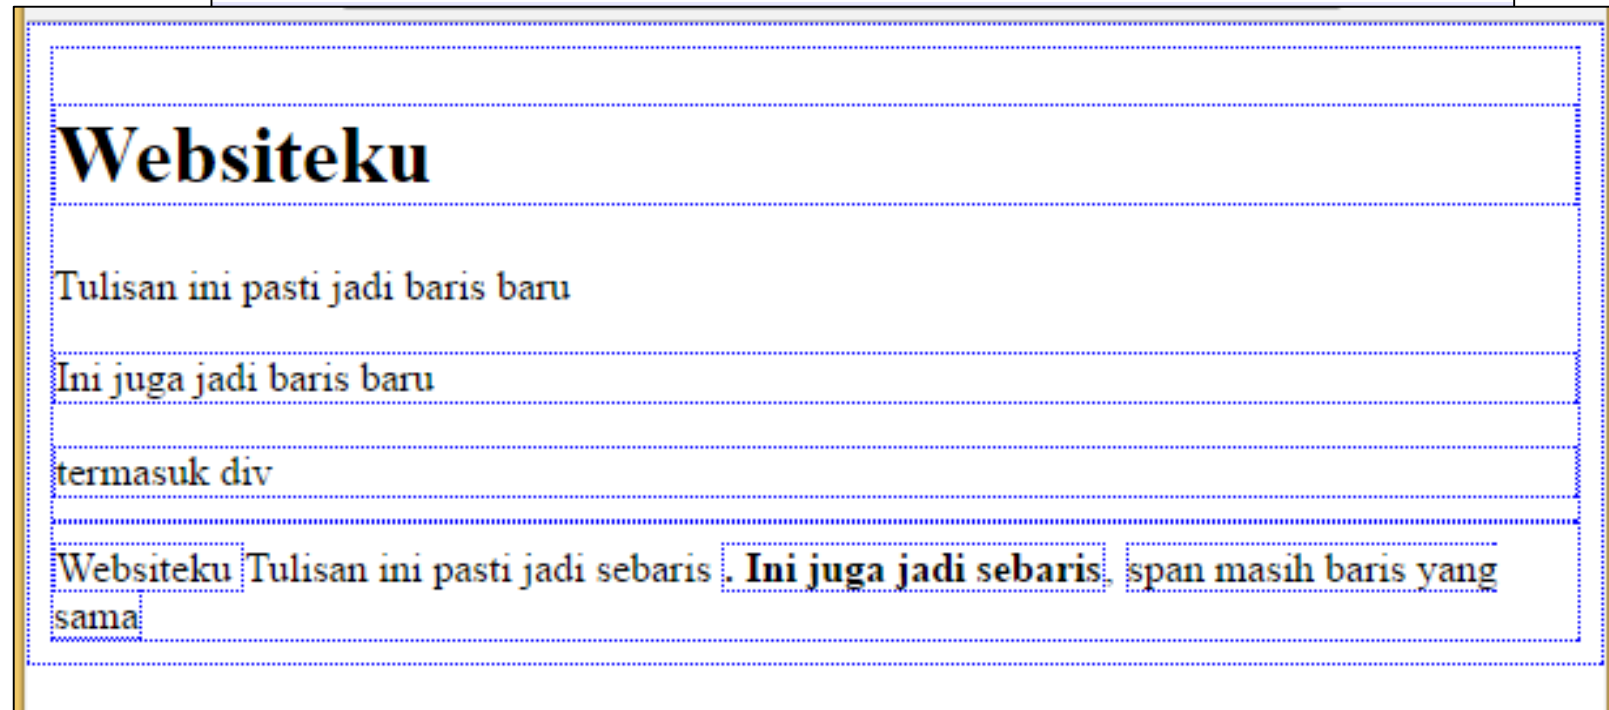 Websiteku
Tulisan ini pasti jadi baris baru
Ini juga jadi baris baru
termasuk div
Websiteku Tulisan ini pasti jadi sebaris . Ini juga jadi sebaris, span masih baris yang
sama